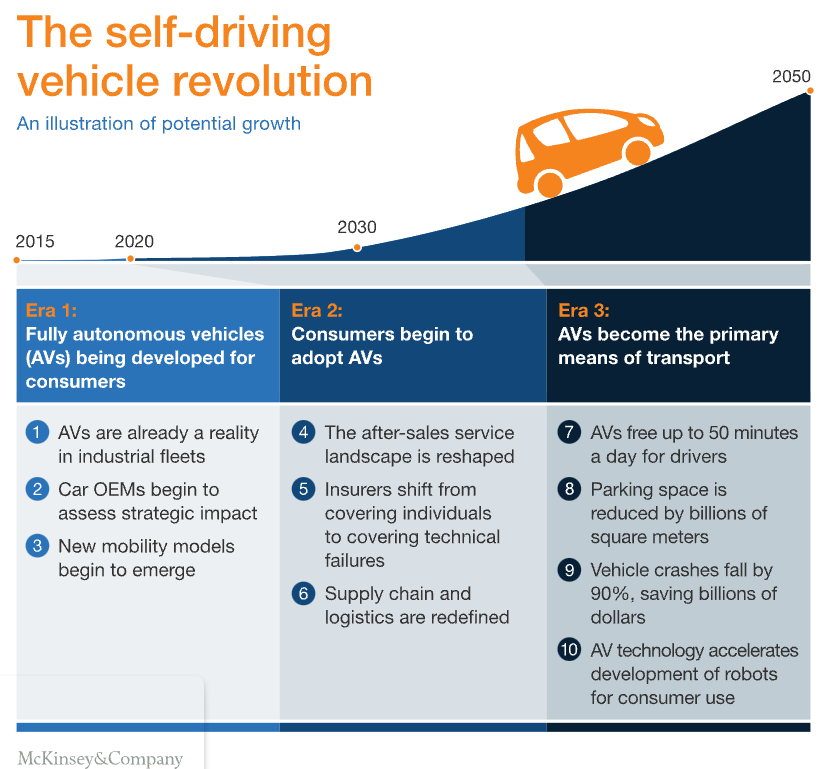 The self-driving
vehicle revolution
An illustration of potential growth
2015
2020
2030
2050
Era 1:
Fully autonomous vehicles
(AVs) being developed for
consumers
1 AVs are already a reality
in industrial fleets
2 Car OEMs begin to
assess strategic impact
3 New mobility models
begin to emerge
Era 2:
Consumers begin to
adopt AVs
4 The after-sales service
landscape is reshaped
5 Insurers shift from
covering individuals
to covering technical
failures
6 Supply chain and
logistics are redefined
Era 3:
AVs become the primary
means of transport
7 AVs free up to 50 minutes
a day for drivers
8 Parking space is
reduced by billions of
square meters
9 Vehicle crashes fall by
90%, saving billions of
dollars
10 AV technology accelerates
development of robots
for consumer use
McKinsey&Company